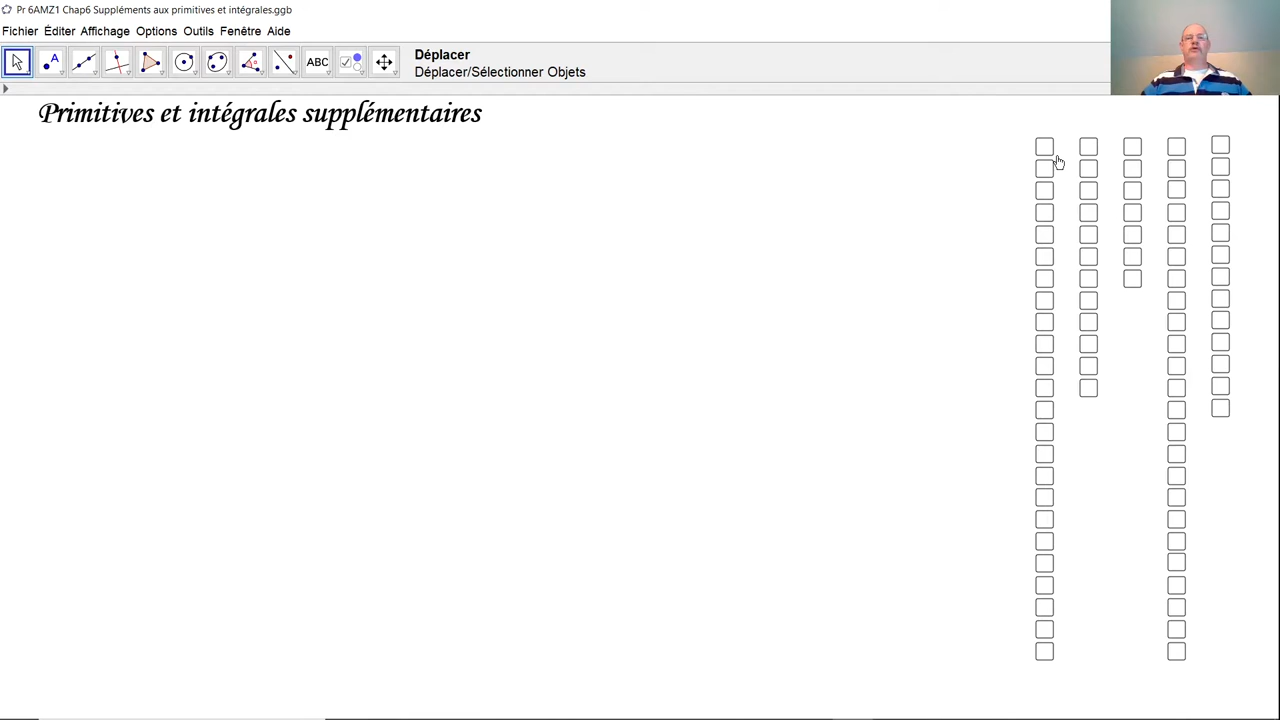 Pr 6AMZ1 Chap6 Suppléments aux primitives et intégrales.ggb
Fichier Éditer Affichage Options Outils Fenêtre Aide
A
ABC
Déplacer
Déplacer/Sélectionner Objets
Primitives et intégrales supplémentaires